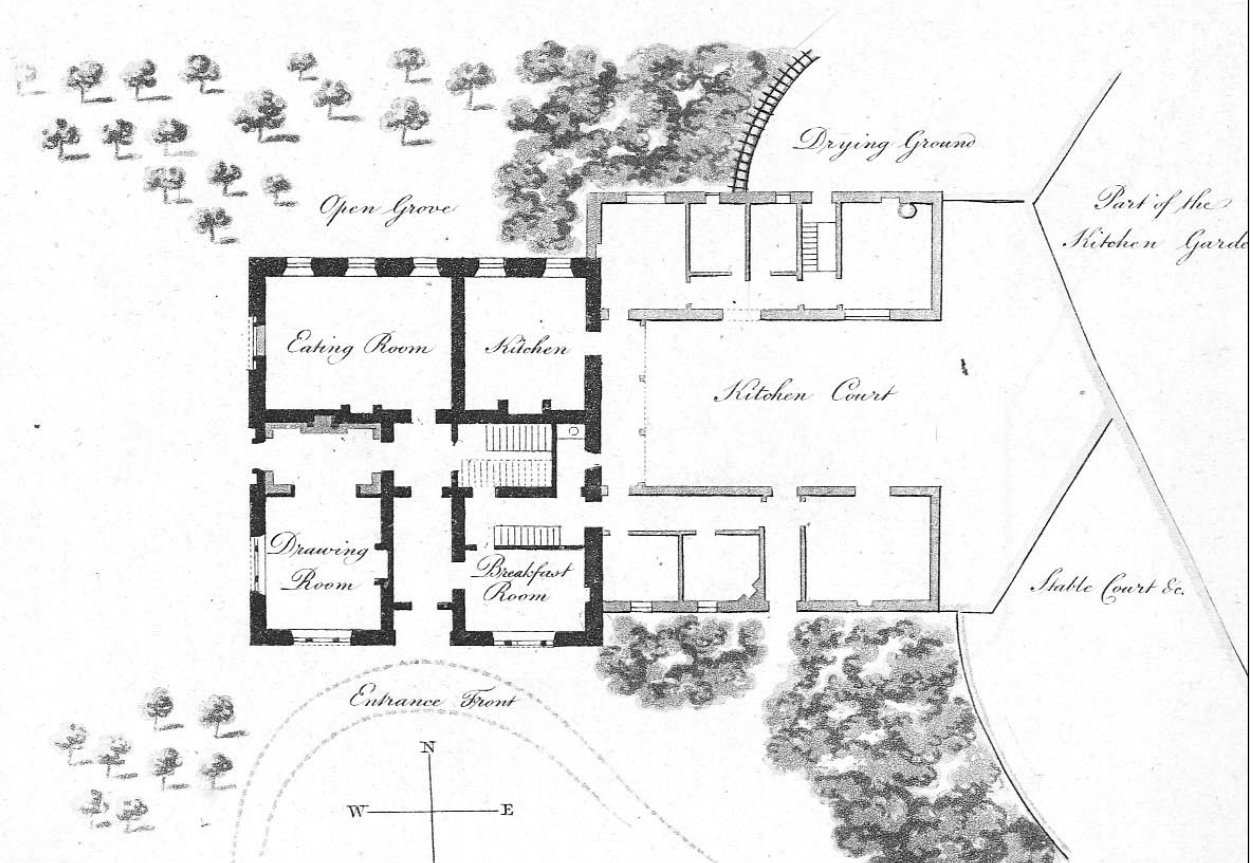 Drying Ground
Part of the
Kitchen Garde
Open Grove
Eating Room
Kitchen
Kitchen Court
Drawing
Room
Breakfast
Room
Stable Court &c.
Entrance Front
N
W
E